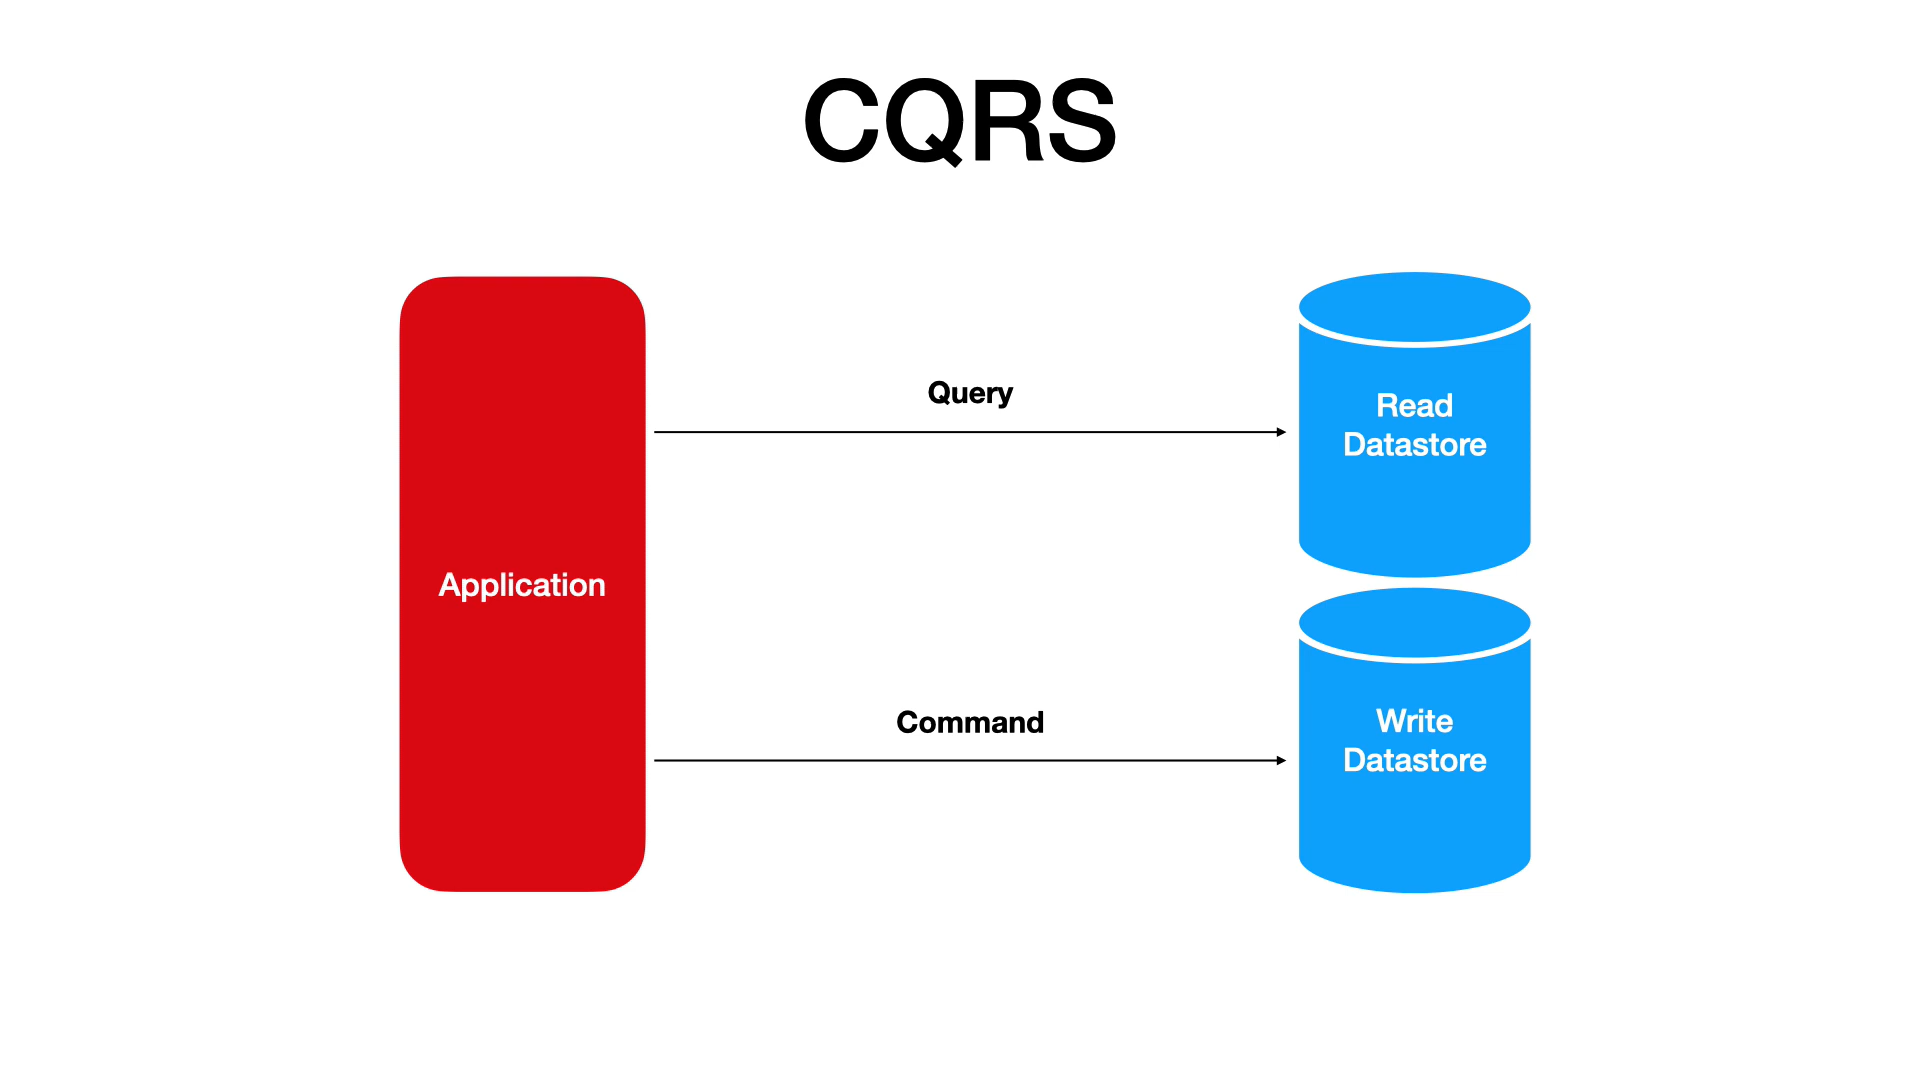 CQRS
Query
Read
Datastore
Application
Command
Write
Datastore